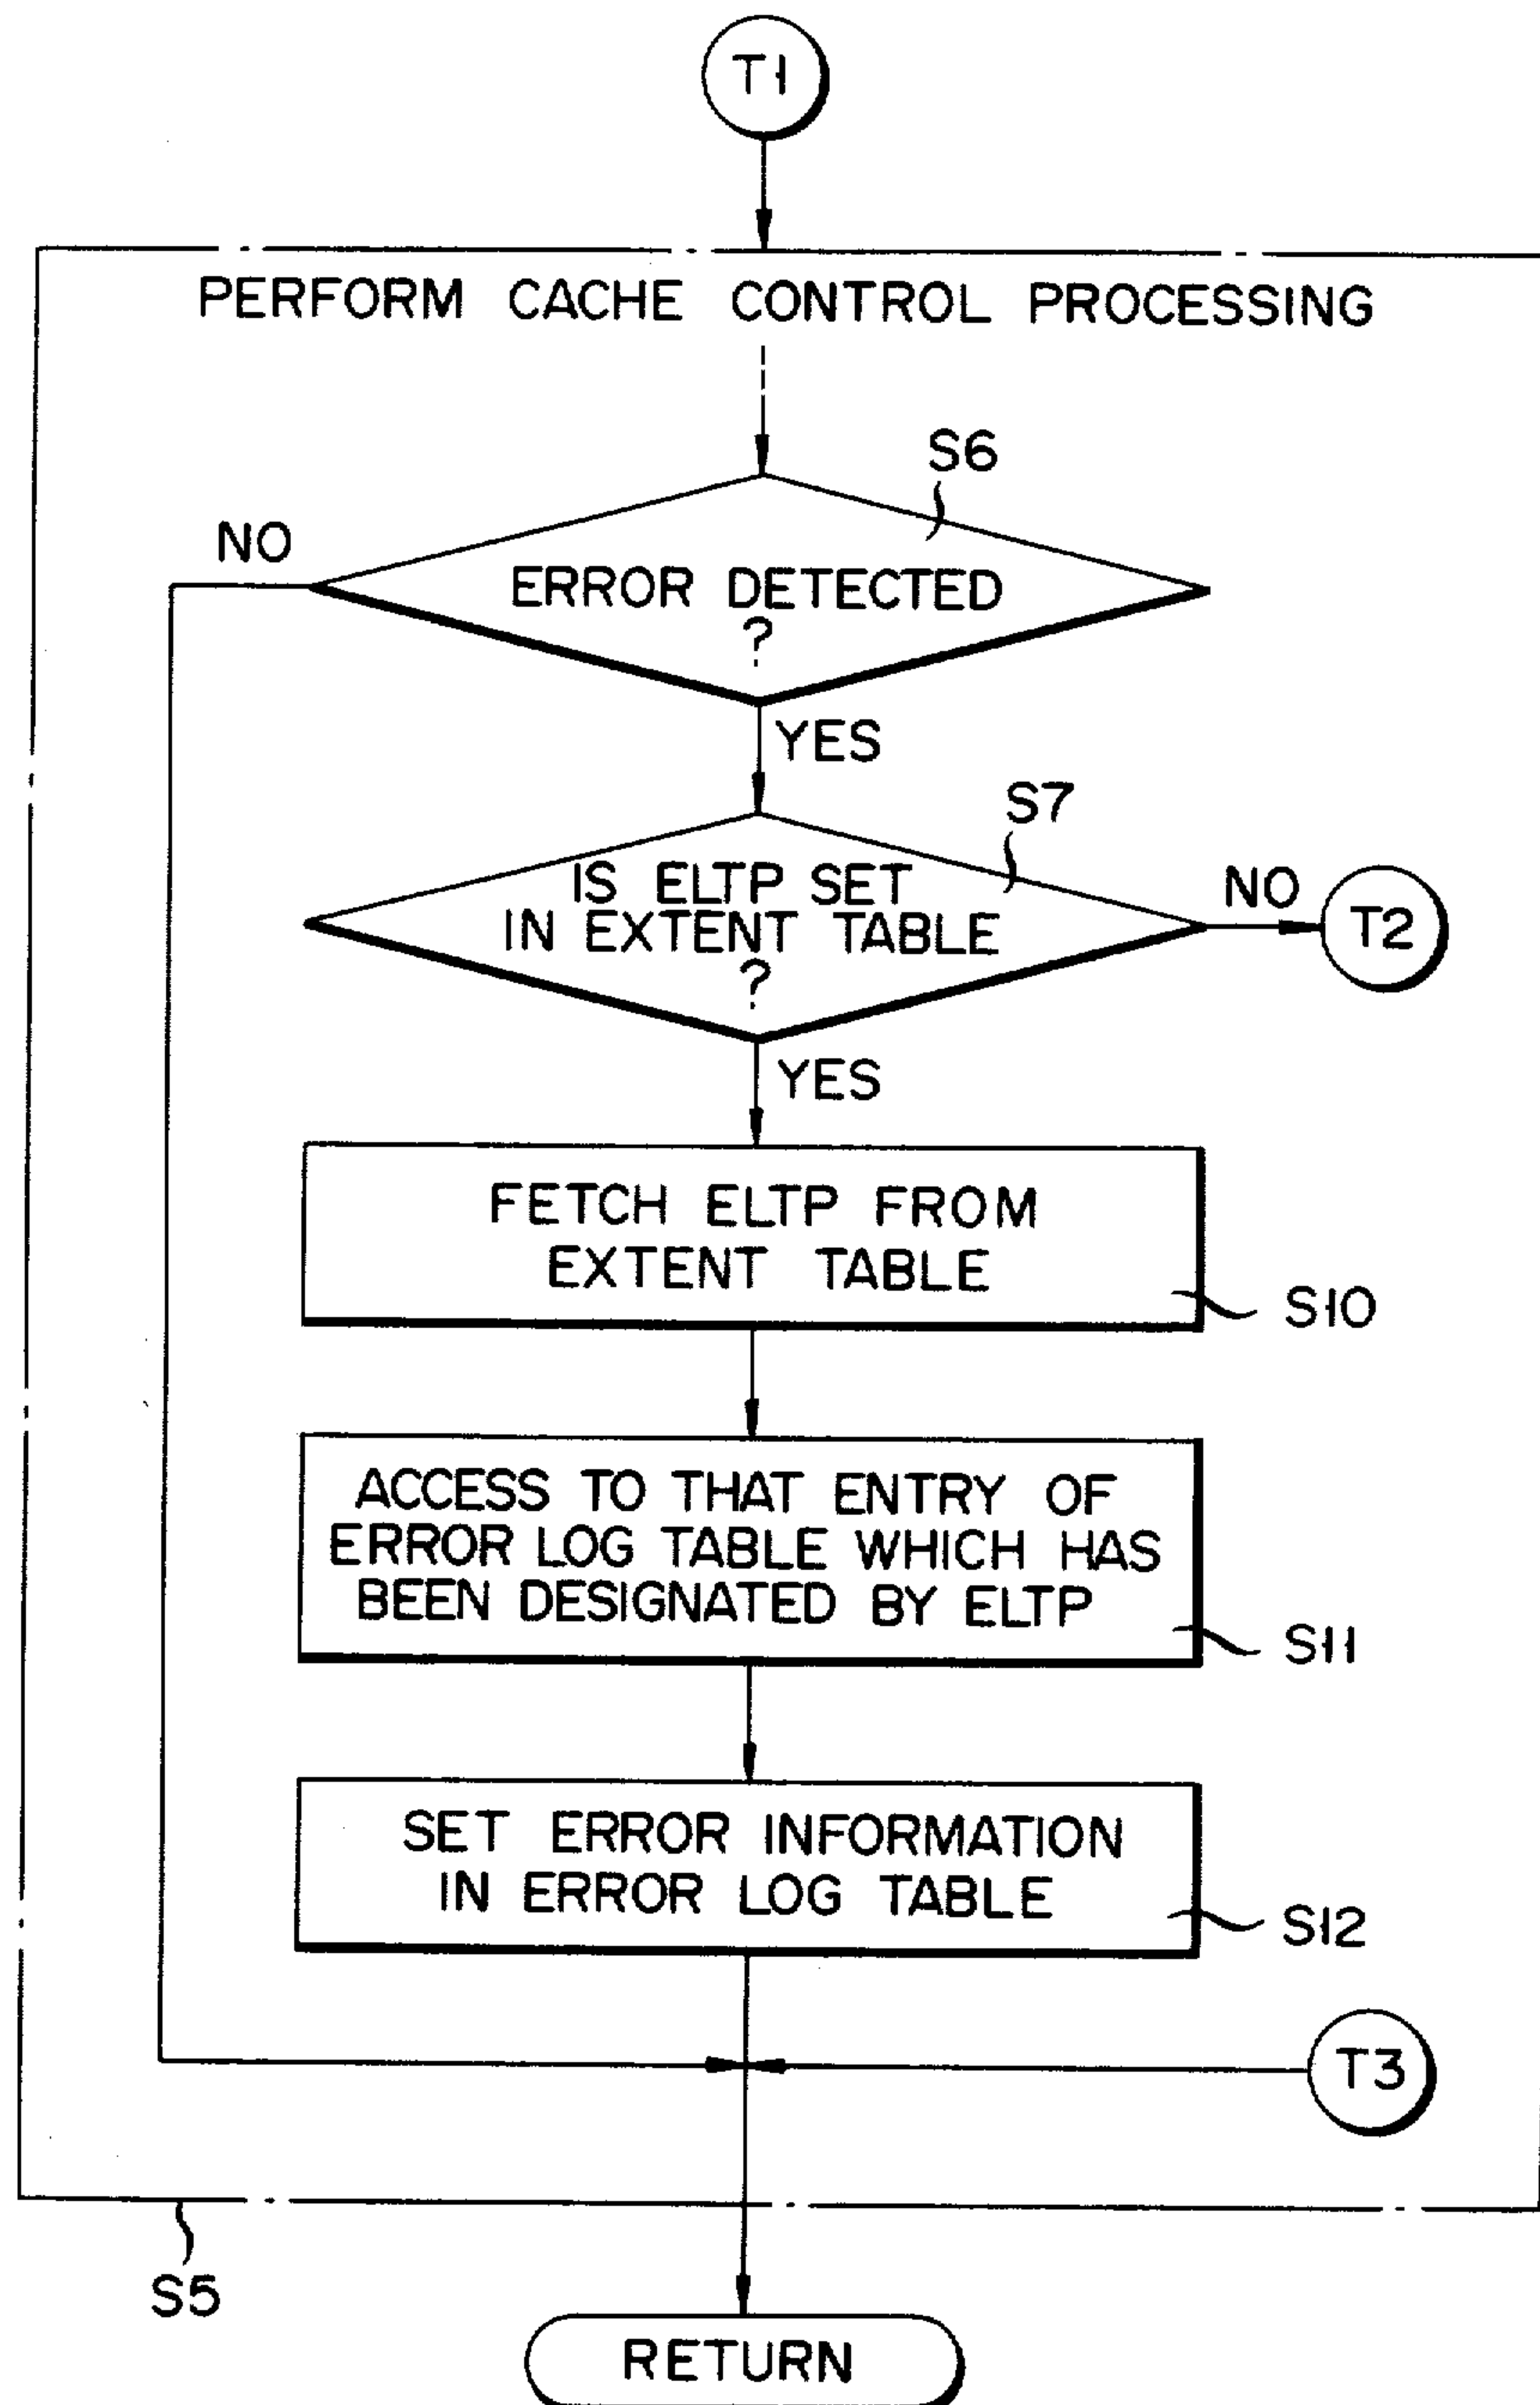 T1
PERFORM CACHE CONTROL PROCESSING
S6
NO
ERROR DETECTED
?
YES
S7
IS ELTP SET
IN EXTENT TABLE
?
NO
T2
YES
FETCH ELTP FROM
EXTENT TABLE
S10
ACCESS TO THAT ENTRY OF
ERROR LOG TABLE WHICH HAS
BEEN DESIGNATED BY ELTP
S11
SET ERROR INFORMATION
IN ERROR LOG TABLE
S12
T3
S5
RETURN